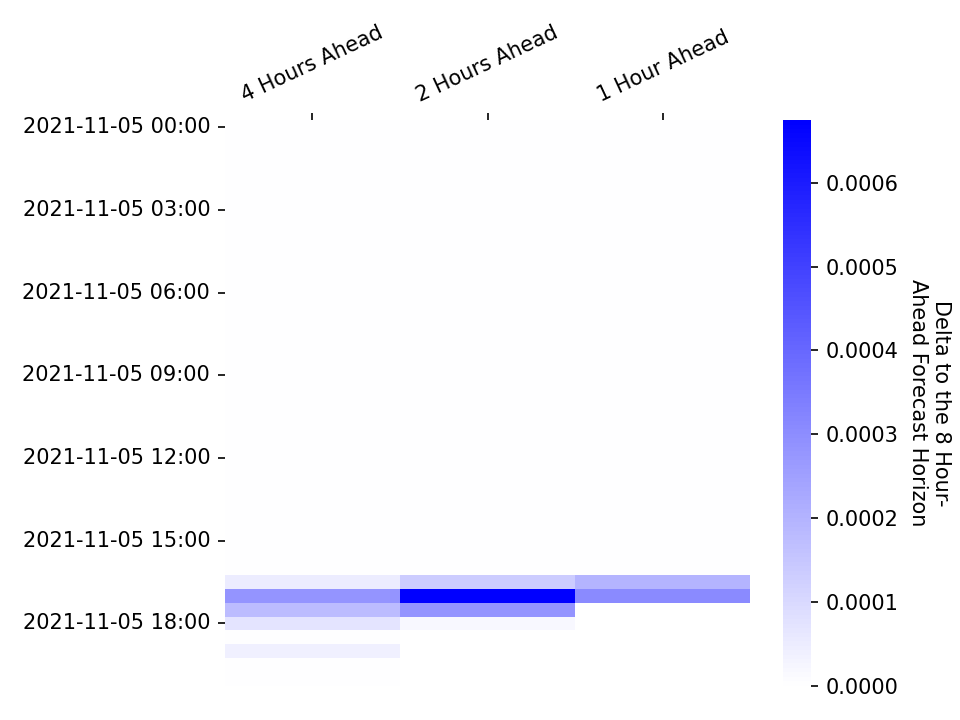 4 Hours Ahead
2 Hours Ahead
1 Hour Ahead
2021-11-05 00:00
2021-11-05 03:00
2021-11-05 06:00
2021-11-05 09:00
2021-11-05 12:00
2021-11-05 15:00
2021-11-05 18:00
0.0006
0.0005
0.0004
0.0003
0.0002
0.0001
0.0000
Delta to the 8 Hour-
Ahead Forecast Horizon